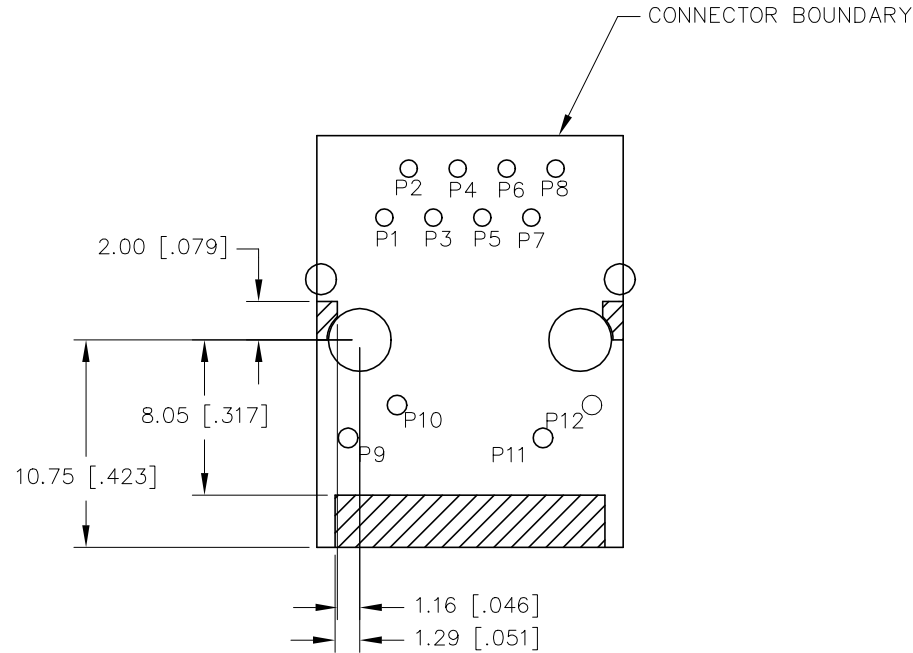 CONNECTOR BOUNDARY
P2 P4 P6 P8
P1 P3 P5 P7
2.00 [.079]
8.05 [.317]
P10 P12
P9 P11
10.75 [.423]
1.16 [.046]
1.29 [.051]